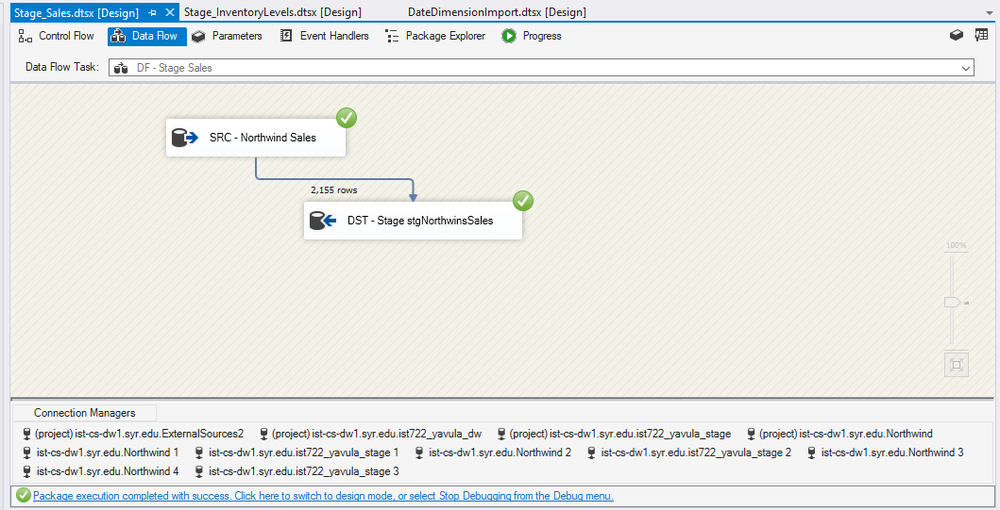 Stage_Sales.dtsx [Design] Stage_InventoryLevels.dtsx [Design] DateDimensionImport.dtsx [Design]
Control Flow Data Flow Parameters Event Handlers Package Explorer Progress
Data Flow Task: DF - Stage Sales
SRC - Northwind Sales
2,155 rows
DST - Stage stgNorthwinsSales
100%
Connection Managers
(project) ist-cs-dw1.syr.edu.ExternalSources2 (project) ist-cs-dw1.syr.edu.ist722_yavula_dw (project) ist-cs-dw1.syr.edu.ist722_yavula_stage (project) ist-cs-dw1.syr.edu.Northwind
ist-cs-dw1.syr.edu.Northwind 1 ist-cs-dw1.syr.edu.ist722_yavula_stage 1 ist-cs-dw1.syr.edu.Northwind 2 ist-cs-dw1.syr.edu.ist722_yavula_stage 2 ist-cs-dw1.syr.edu.Northwind 3
ist-cs-dw1.syr.edu.Northwind 4 ist-cs-dw1.syr.edu.ist722_yavula_stage 3
Package execution completed with success. Click here to switch to design mode, or select Stop Debugging from the Debug menu.